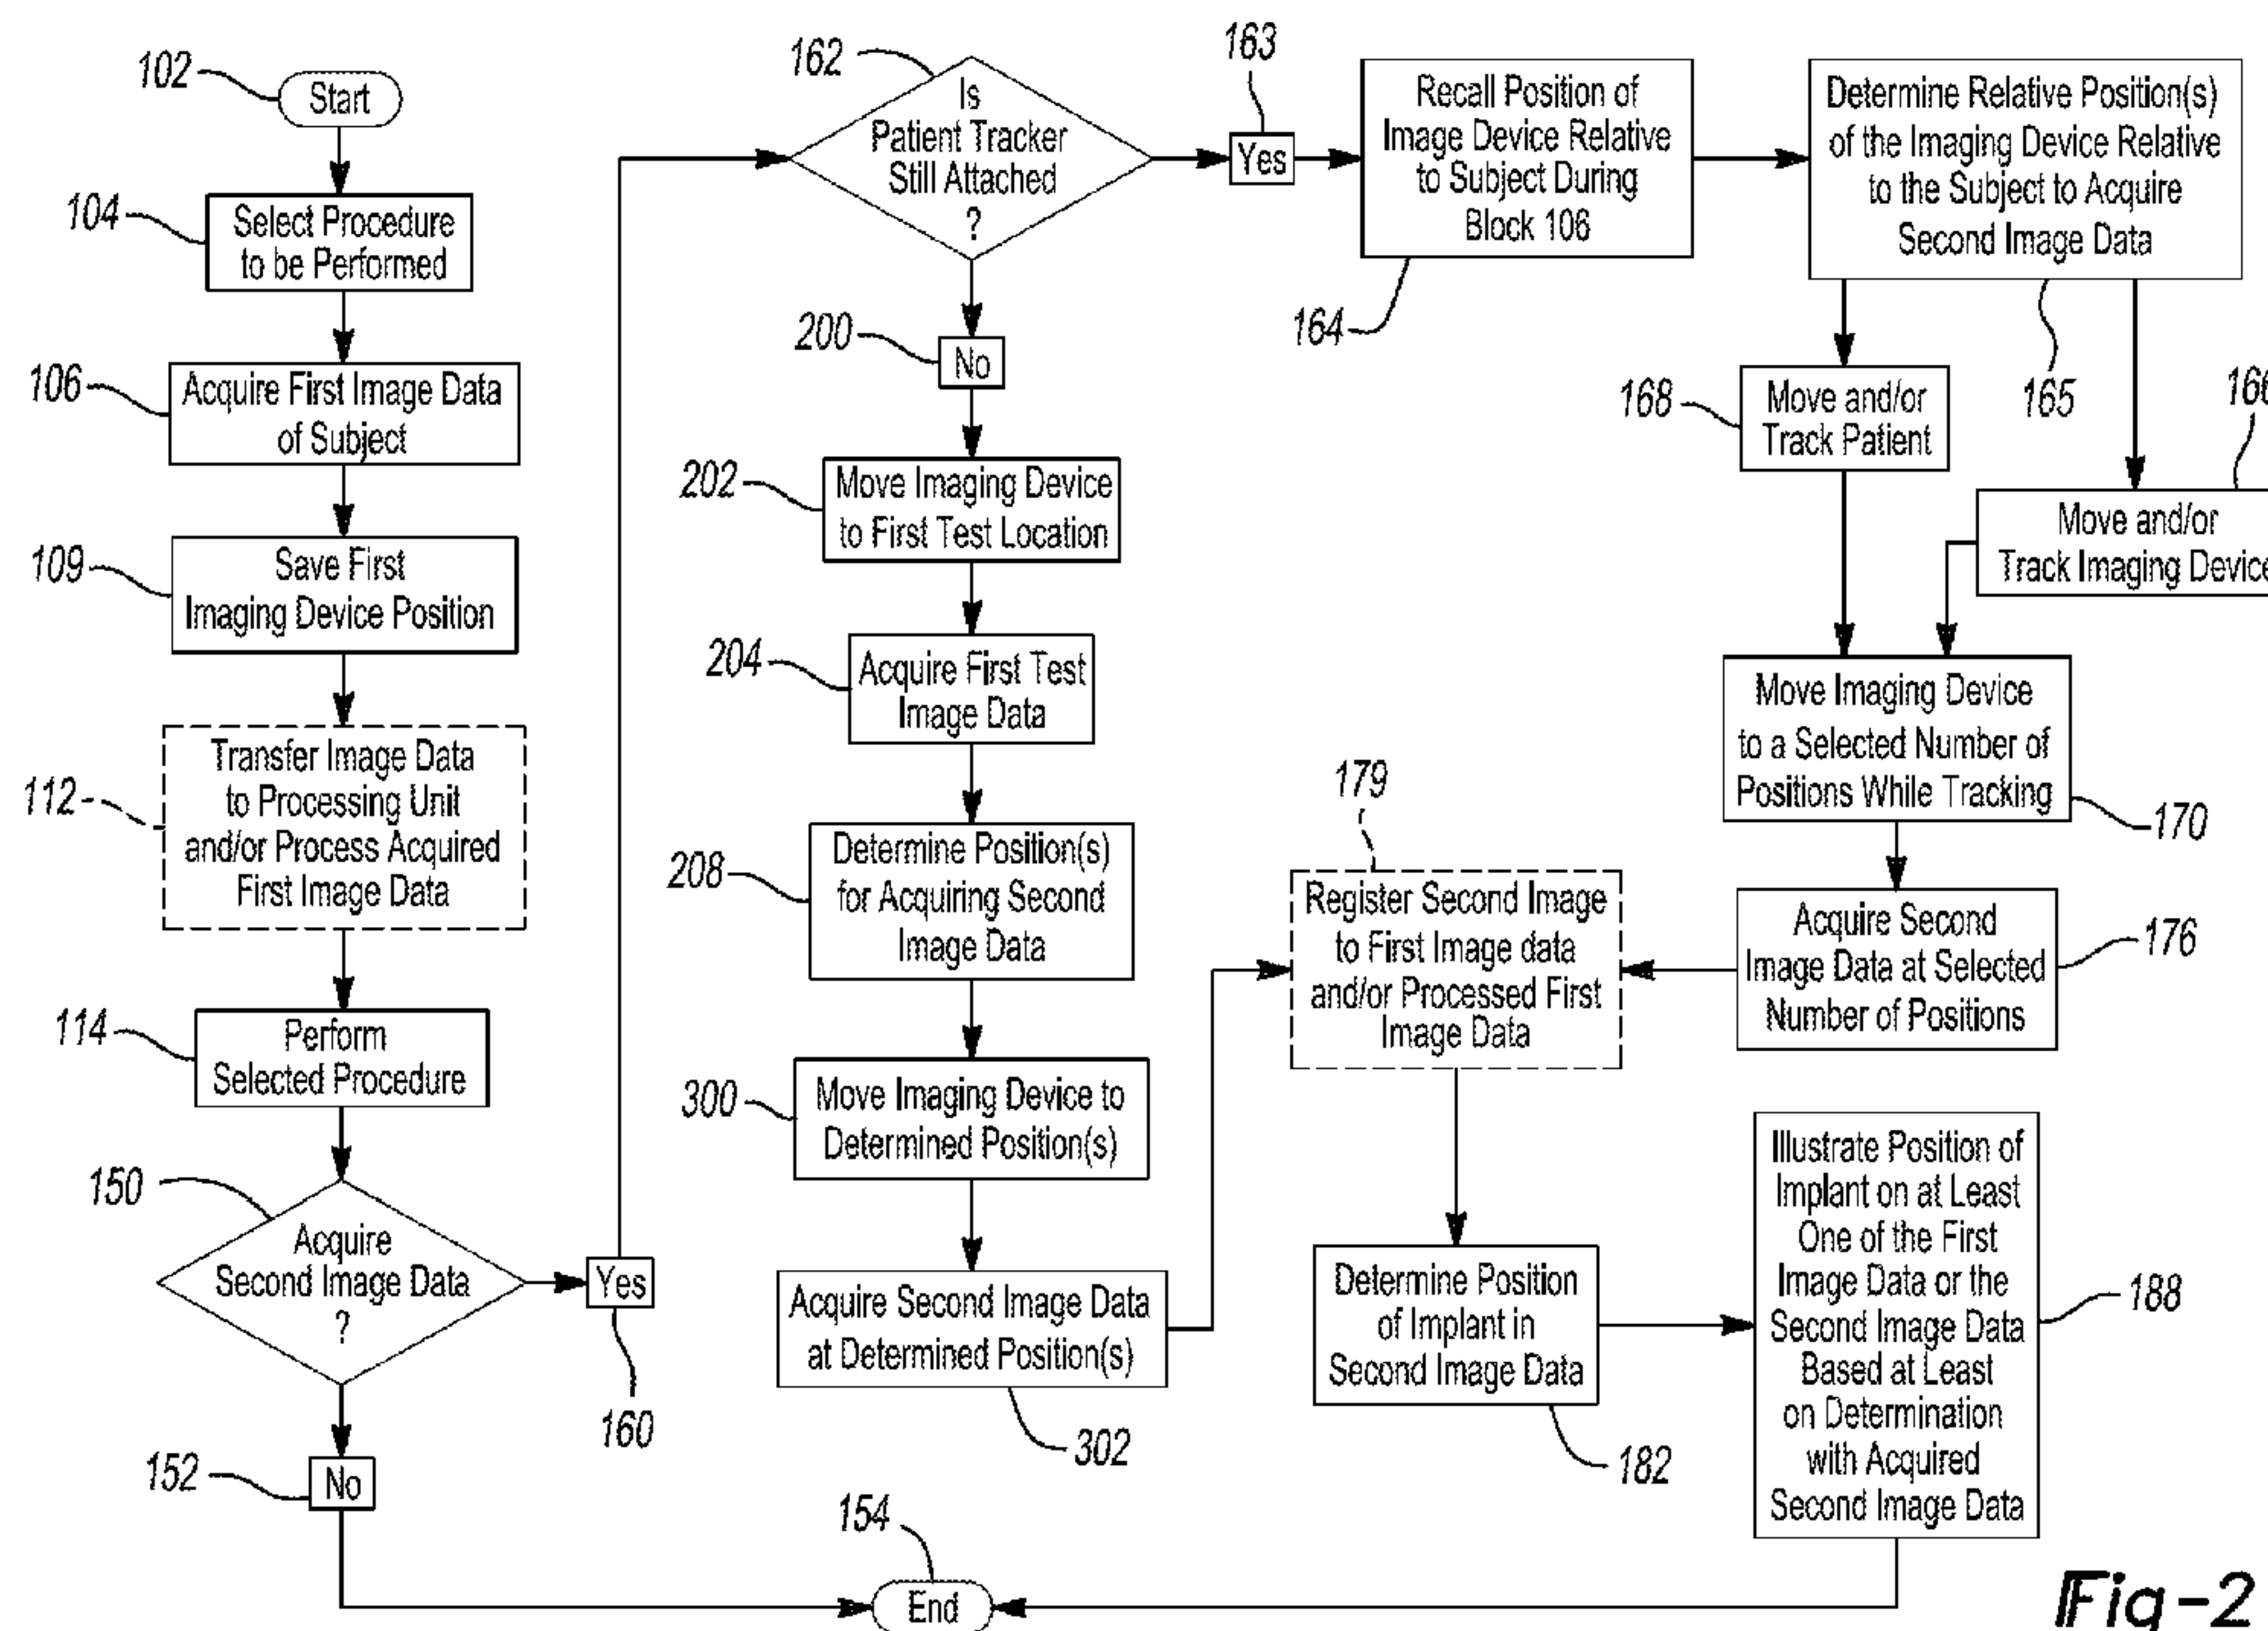 102
Start
104
Select Procedure
to be Performed
106
Acquire First Image Data
of Subject
109
Save First
Imaging Device Position
112
Transfer Image Data
to Processing Unit
and/or Process Acquired
First Image Data
114
Perform
Selected Procedure
150
Acquire
Second Image Data
?
Yes
160
152
No
154
End
162
Is
Patient Tracker
Still Attached
?
163
Yes
200
No
202
Move Imaging Device
to First Test Location
204
Acquire First Test
Image Data
208
Determine Position(s)
for Acquiring Second
Image Data
300
Move Imaging Device to
Determined Position(s)
Acquire Second Image Data
at Determined Position(s)
302
Recall Position of
Image Device Relative
to Subject During
Block 106
164
Determine Relative Position(s)
of the Imaging Device Relative
to the Subject to Acquire
Second Image Data
165
168
Move and/or
Track Patient
166
Move and/or
Track Imaging Device
Move Imaging Device
to a Selected Number of
Positions While Tracking
170
Acquire Second
Image Data at Selected
Number of Positions
176
179
Register Second Image
to First Image data
and/or Processed First
Image Data
Determine Position
of Implant in
Second Image Data
182
Illustrate Position of
Implant on at Least
One of the First
Image Data or the
Second Image Data
Based at Least
on Determination
with Acquired
Second Image Data
188
Fig-2